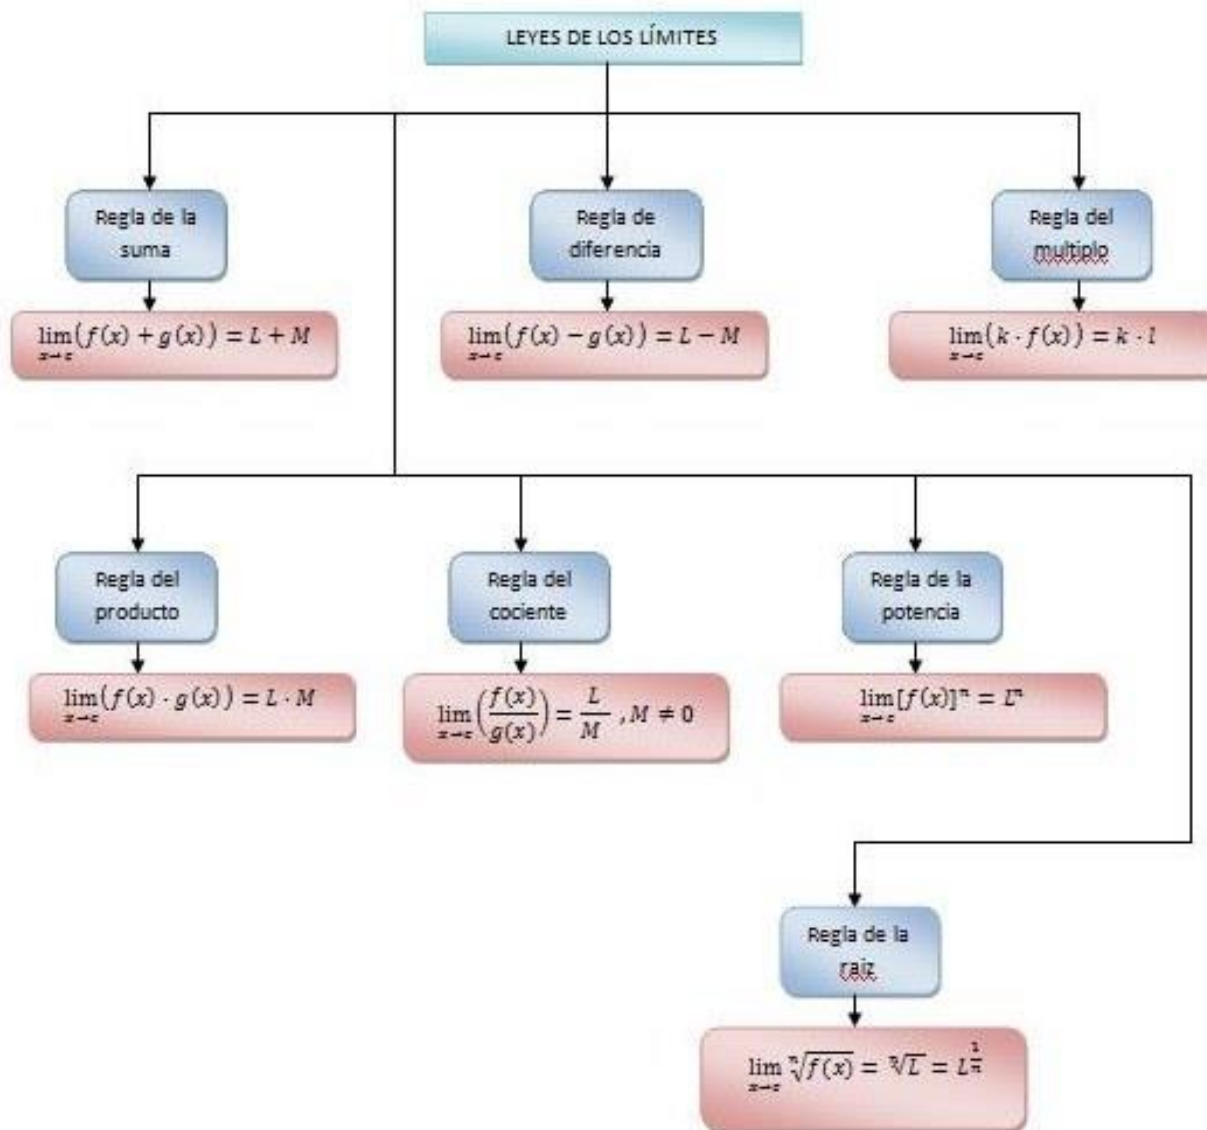 LEYES DE LOS LÍMITES
Regla de la
suma
Regla de
diferencia
Regla del
multiplo
lim(f(x) + g(x)) = L + M
x→c
lim(f(x) − g(x)) = L − M
x→c
lim(k · f(x)) = k · l
x→c
Regla del
producto
Regla del
cociente
Regla de la
potencia
lim(f(x) · g(x)) = L · M
x→c
lim(f(x)/g(x)) = L/M , M ≠ 0
x→c
lim[f(x)]ⁿ = Lⁿ
x→c
Regla de la
raiz
lim ⁿ√f(x) = ⁿ√L = L^(1/n)
x→c